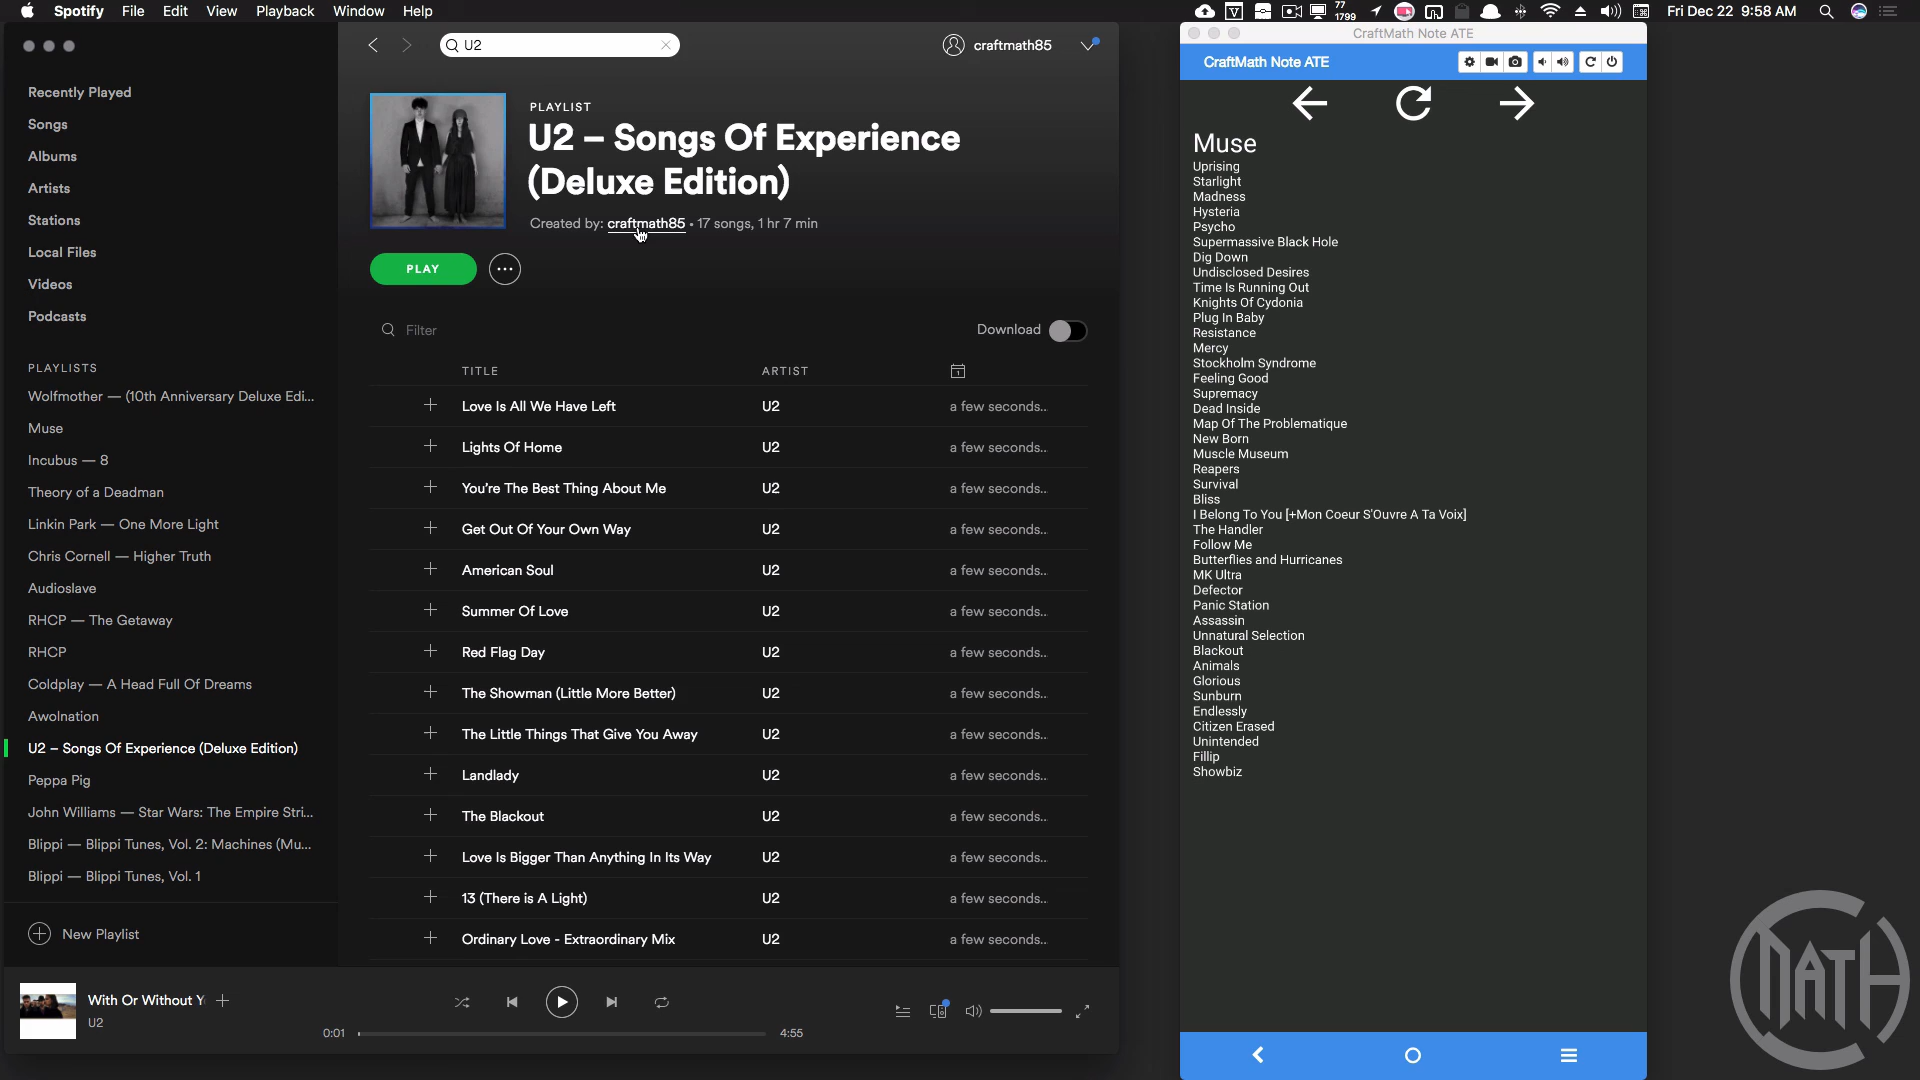 Spotify File Edit View Playback Window Help
77
1799
Fri Dec 22 9:58 AM
U2
craftmath85
Recently Played
Songs
Albums
Artists
Stations
Local Files
Videos
Podcasts
PLAYLISTS
Wolfmother — (10th Anniversary Deluxe Edi...
Muse
Incubus — 8
Theory of a Deadman
Linkin Park — One More Light
Chris Cornell — Higher Truth
Audioslave
RHCP — The Getaway
RHCP
Coldplay — A Head Full Of Dreams
Awolnation
U2 – Songs Of Experience (Deluxe Edition)
Peppa Pig
John Williams — Star Wars: The Empire Stri...
Blippi — Blippi Tunes, Vol. 2: Machines (Mu...
Blippi — Blippi Tunes, Vol. 1
New Playlist
PLAYLIST
U2 – Songs Of Experience
(Deluxe Edition)
Created by: craftmath85 • 17 songs, 1 hr 7 min
PLAY
Filter
Download
TITLE ARTIST
Love Is All We Have Left U2 a few seconds...
Lights Of Home U2 a few seconds...
You're The Best Thing About Me U2 a few seconds...
Get Out Of Your Own Way U2 a few seconds...
American Soul U2 a few seconds...
Summer Of Love U2 a few seconds...
Red Flag Day U2 a few seconds...
The Showman (Little More Better) U2 a few seconds...
The Little Things That Give You Away U2 a few seconds...
Landlady U2 a few seconds...
The Blackout U2 a few seconds...
Love Is Bigger Than Anything In Its Way U2 a few seconds...
13 (There is A Light) U2 a few seconds...
Ordinary Love - Extraordinary Mix U2 a few seconds...
With Or Without Y
U2
0:01
4:55
CraftMath Note ATE
CraftMath Note ATE
Muse
Uprising
Starlight
Madness
Hysteria
Psycho
Supermassive Black Hole
Dig Down
Undisclosed Desires
Time Is Running Out
Knights Of Cydonia
Plug In Baby
Resistance
Mercy
Stockholm Syndrome
Feeling Good
Supremacy
Dead Inside
Map Of The Problematique
New Born
Muscle Museum
Reapers
Survival
Bliss
I Belong To You [+Mon Coeur S'Ouvre A Ta Voix]
The Handler
Follow Me
Butterflies and Hurricanes
MK Ultra
Defector
Panic Station
Assassin
Unnatural Selection
Blackout
Animals
Glorious
Sunburn
Endlessly
Citizen Erased
Unintended
Fillip
Showbiz
MATH